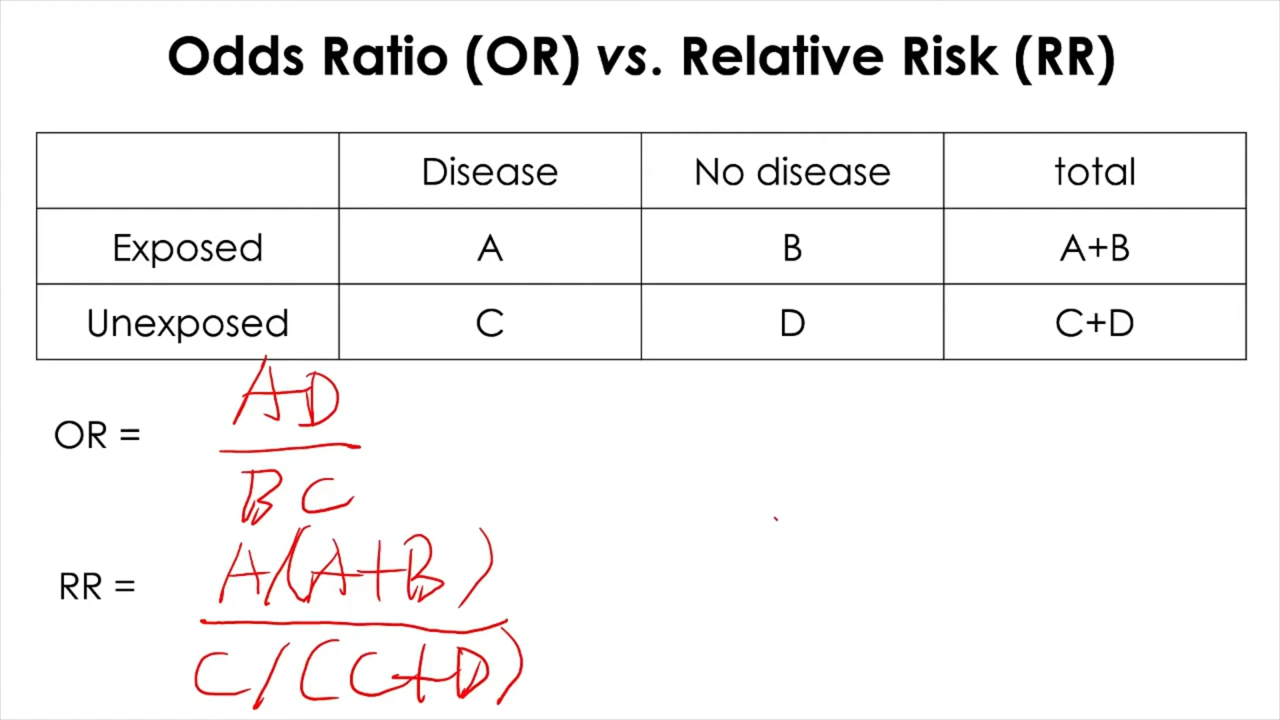 Odds Ratio (OR) vs. Relative Risk (RR)
Disease No disease total
Exposed A B A+B
Unexposed C D C+D
OR = AD
BC
RR = A/(A+B)
C/(C+D)